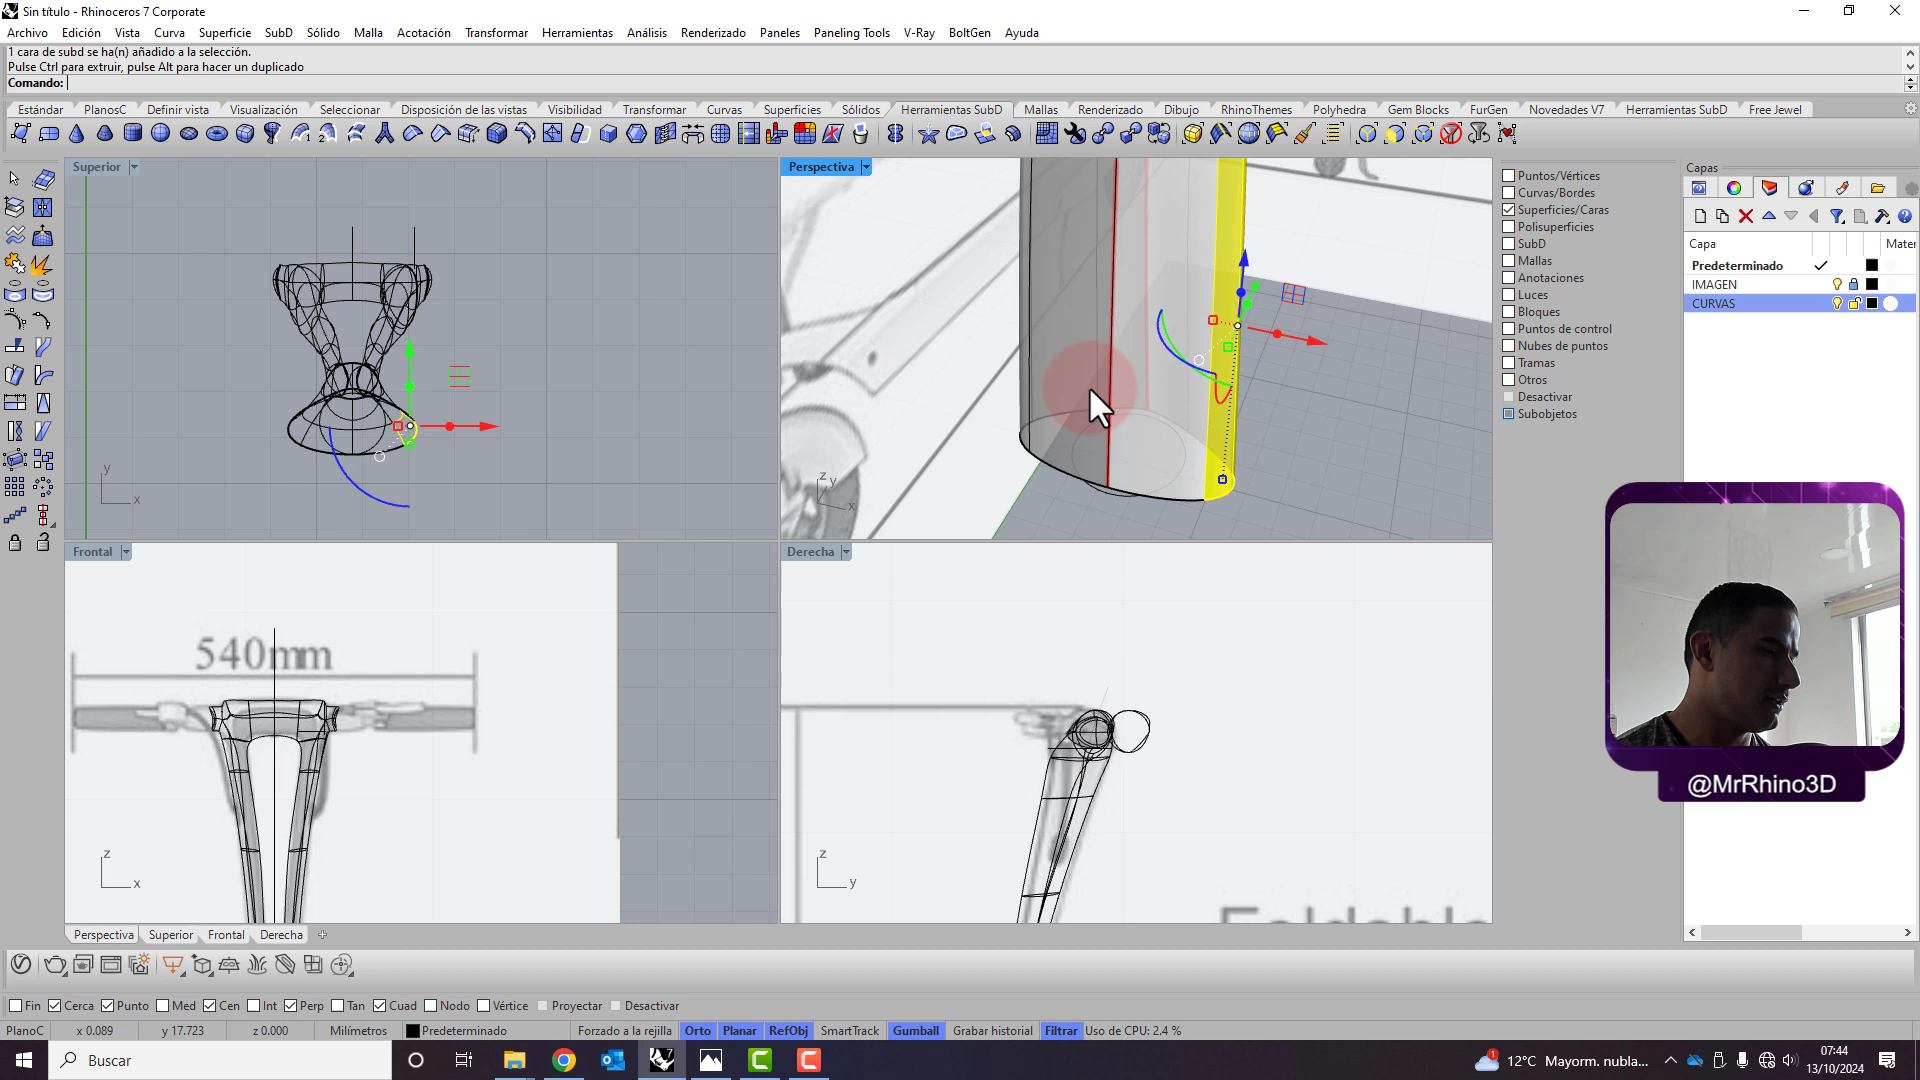 Sin título - Rhinoceros 7 Corporate
Archivo Edición Vista Curva Superficie SubD Sólido Malla Acotación Transformar Herramientas Análisis Renderizado Paneles Paneling Tools V-Ray BoltGen Ayuda
1 cara de subd se ha(n) añadido a la selección.
Pulse Ctrl para extruir, pulse Alt para hacer un duplicado
Comando:
Estándar PlanosC Definir vista Visualización Seleccionar Disposición de las vistas Visibilidad Transformar Curvas Superficies Sólidos Herramientas SubD Mallas Renderizado Dibujo RhinoThemes Polyhedra Gem Blocks FurGen Novedades V7 Herramientas SubD Free Jewel
Superior
y
x
Perspectiva
z
y
x
Frontal
540mm
z
x
Derecha
z
y
Foldable
Puntos/Vértices
Curvas/Bordes
Superficies/Caras
Polisuperficies
SubD
Mallas
Anotaciones
Luces
Bloques
Puntos de control
Nubes de puntos
Tramas
Otros
Desactivar
Subobjetos
Capas
Capa Mater
Predeterminado
IMAGEN
CURVAS
@MrRhino3D
Perspectiva Superior Frontal Derecha
Fin Cerca Punto Med Cen Int Perp Tan Cuad Nodo Vértice Proyectar Desactivar
PlanoC x 0.089 y 17.723 z 0.000 Milímetros Predeterminado Forzado a la rejilla Orto Planar RefObj SmartTrack Gumball Grabar historial Filtrar Uso de CPU: 2.4 %
Buscar
1
12°C Mayorm. nubla...
07:44
13/10/2024